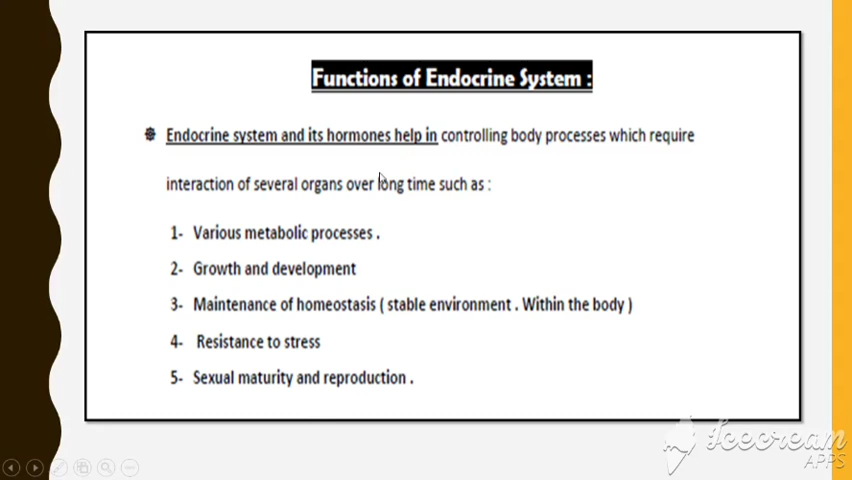 Functions of Endocrine System :
Endocrine system and its hormones help in controlling body processes which require
interaction of several organs over long time such as :
1- Various metabolic processes .
2- Growth and development
3- Maintenance of homeostasis ( stable environment . Within the body )
4- Resistance to stress
5- Sexual maturity and reproduction .
Icecream
APPS